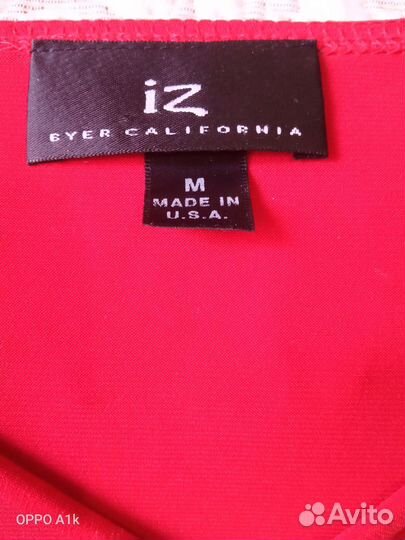 iz
BYER CALIFORNIA
M
MADE IN
U.S.A.
OPPO A1k
Avito